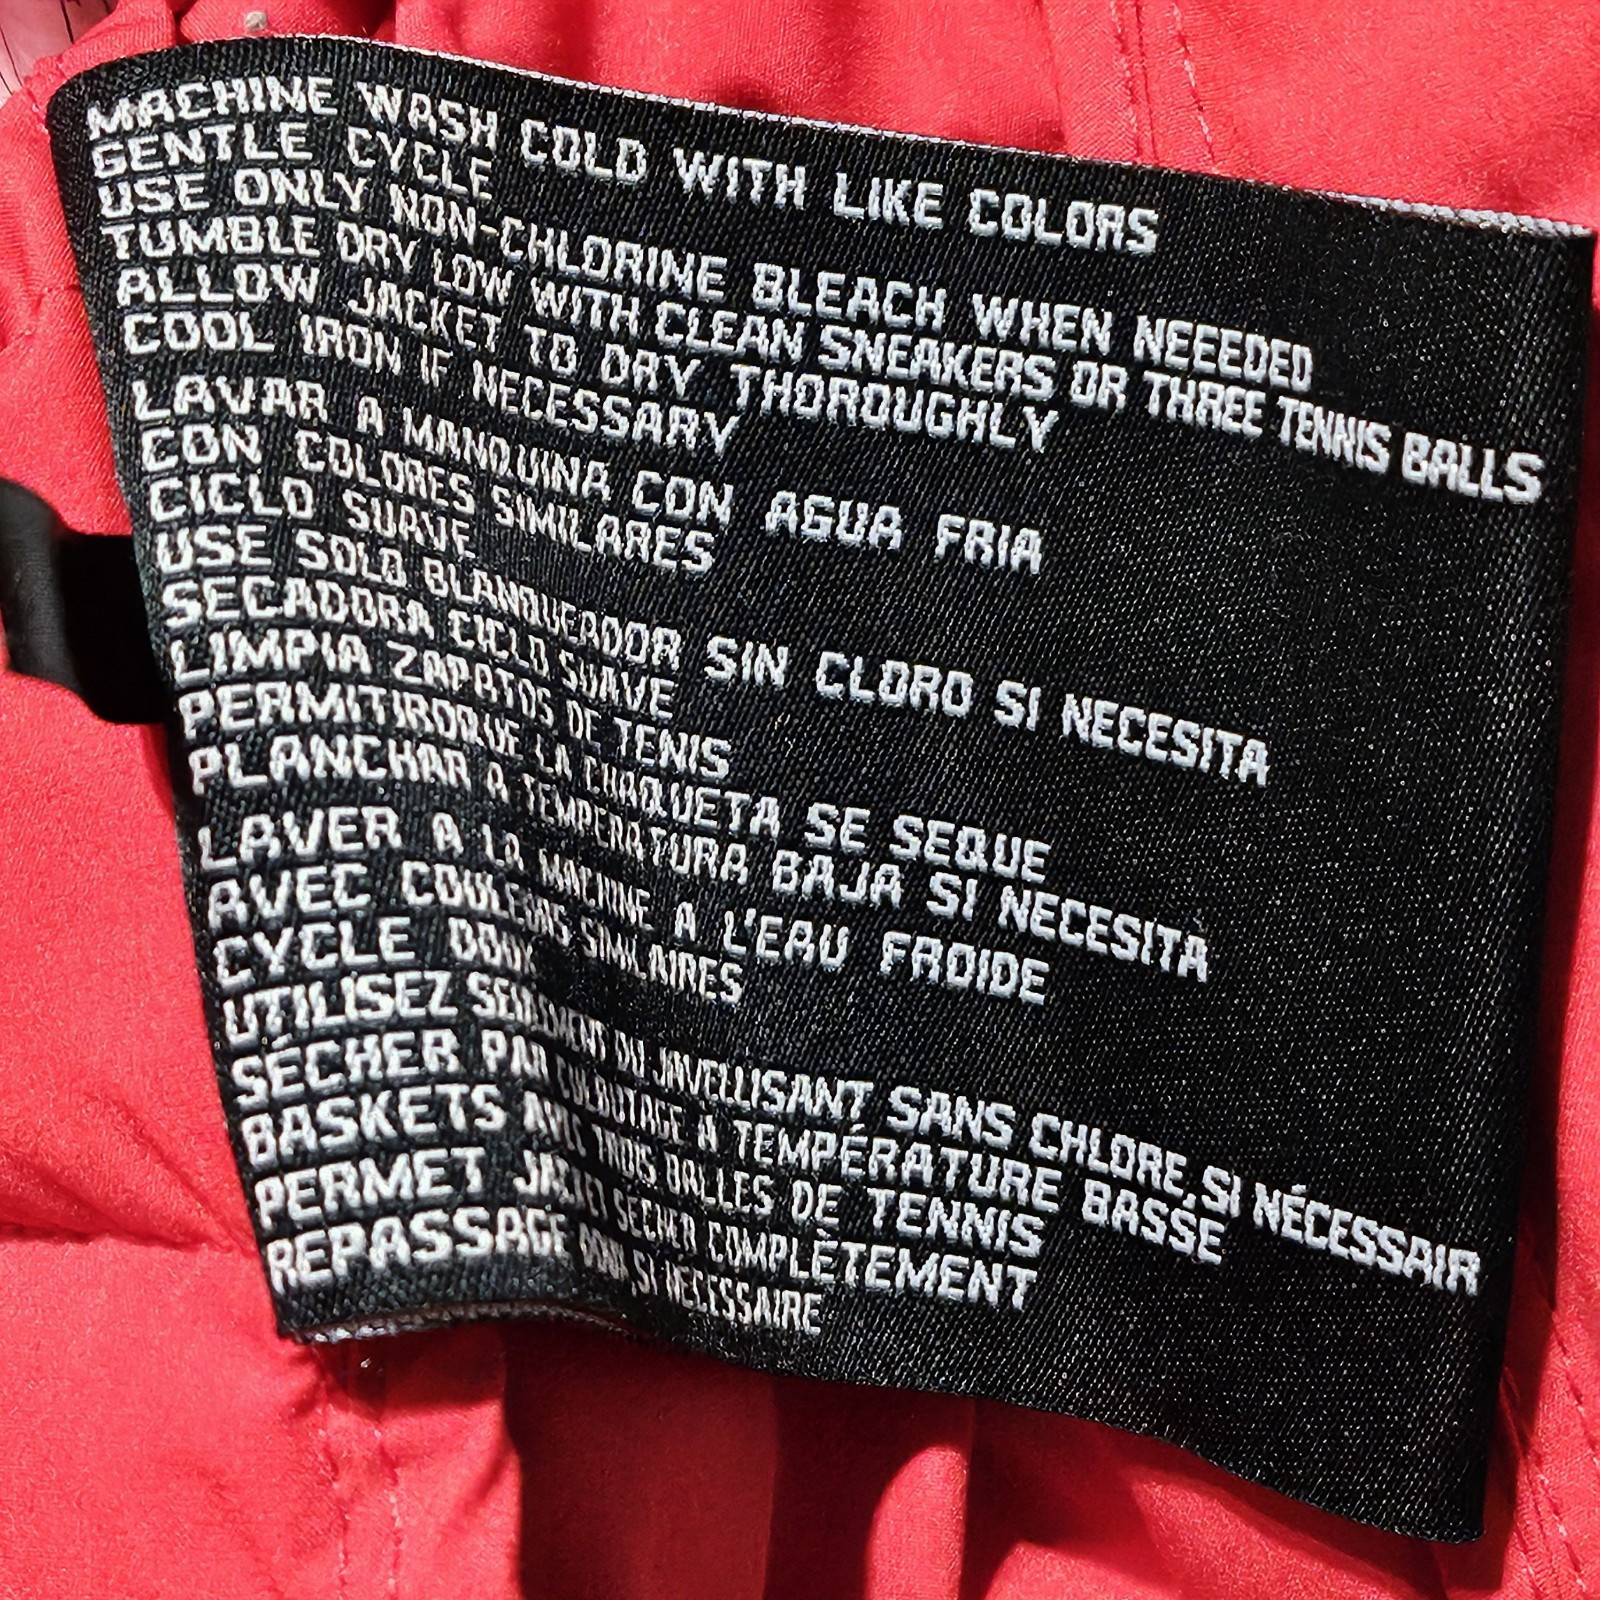 MACHINE WASH COLD WITH LIKE COLORS
GENTLE CYCLE
USE ONLY NON-CHLORINE BLEACH WHEN NEEEDED
TUMBLE DRY LOW WITH CLEAN SNEAKERS OR THREE TENNIS BALLS
ALLOW JACKET TO DRY THOROUGHLY
COOL IRON IF NECESSARY
LAVAR A MANQUINA CON AGUA FRIA
CON COLORES SIMILARES
CICLO SUAVE
USE SOLO BLANQUEADOR SIN CLORO SI NECESITA
SECADORA CICLO SUAVE
LIMPIA ZAPATOS DE TENIS
PERMITIROQUE LA CHAQUETA SE SEQUE
PLANCHAR A TEMPERATURA BAJA SI NECESITA
LAVER A LA MACHINE A L'EAU FROIDE
AVEC COULEURS SIMILAIRES
CYCLE DOUX
UTILISEZ SEULEMENT DU JAVELLISANT SANS CHLORE, SI NÉCESSAIR
SÉCHER PAR CULBUTAGE A TEMPÉRATURE BASSE
BASKETS AVEC TROIS BALLES DE TENNIS
PERMET SECHER COMPLÈTEMENT
REPASSAGE SI NECESSAIRE